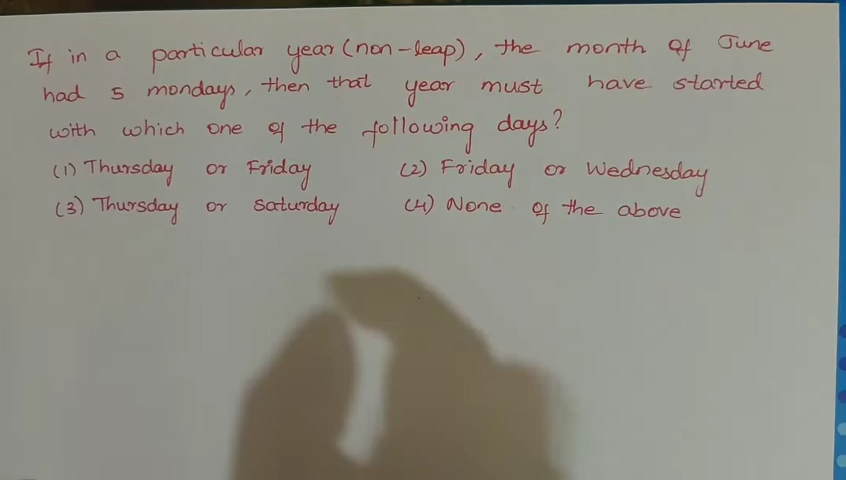 If in a particular year (non-leap), the month of June
had 5 mondays, then that year must have started
with which one of the following days?
(1) Thursday or Friday (2) Friday or Wednesday
(3) Thursday or Saturday (4) None of the above